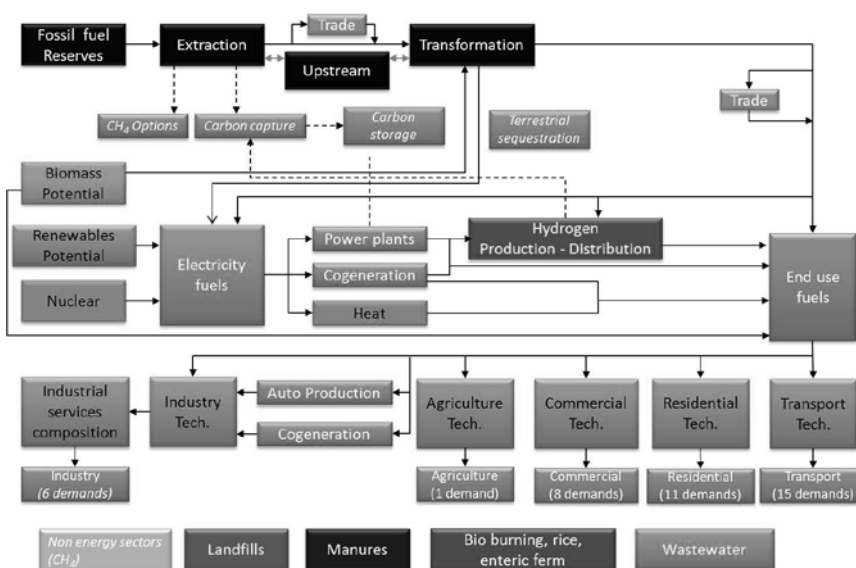 Trade
Fossil fuel
Reserves
Extraction
Transformation
Upstream
Trade
CH₄ Options
Carbon capture
Carbon
storage
Terrestrial
sequestration
Biomass
Potential
Renewables
Potential
Nuclear
Electricity
fuels
Power plants
Cogeneration
Heat
Hydrogen
Production - Distribution
End use
fuels
Industrial
services
composition
Industry
Tech.
Auto Production
Cogeneration
Agriculture
Tech.
Commercial
Tech.
Residential
Tech.
Transport
Tech.
Industry
(6 demands)
Agriculture
(1 demand)
Commercial
(8 demands)
Residential
(11 demands)
Transport
(15 demands)
Non energy sectors
(CH₄)
Landfills
Manures
Bio burning, rice,
enteric ferm
Wastewater